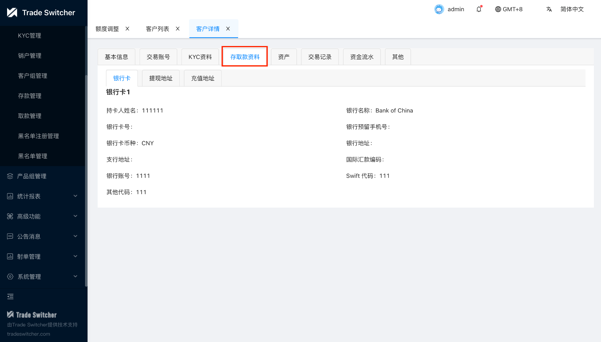 Trade Switcher
admin
GMT+8
简体中文
额度调整
客户列表
客户详情
KYC管理
销户管理
客户组管理
存款管理
取款管理
黑名单注册管理
黑名单管理
产品组管理
统计报表
高级功能
公告消息
射单管理
系统管理
Trade Switcher
由Trade Switcher提供技术支持
tradeswitcher.com
基本信息 交易账号 KYC资料 存取款资料 资产 交易记录 资金流水 其他
银行卡 提现地址 充值地址
银行卡1
持卡人姓名：111111 银行名称：Bank of China
银行卡号： 银行预留手机号：
银行卡币种：CNY 银行地址：
支行地址： 国际汇款编码：
银行账号：1111 Swift 代码：111
其他代码：111